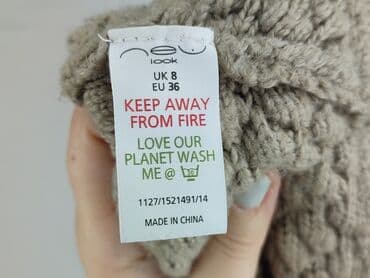 new
look
UK 8
EU 36
KEEP AWAY
FROM FIRE
LOVE OUR
PLANET WASH
ME @
1127/1521491/14
MADE IN CHINA